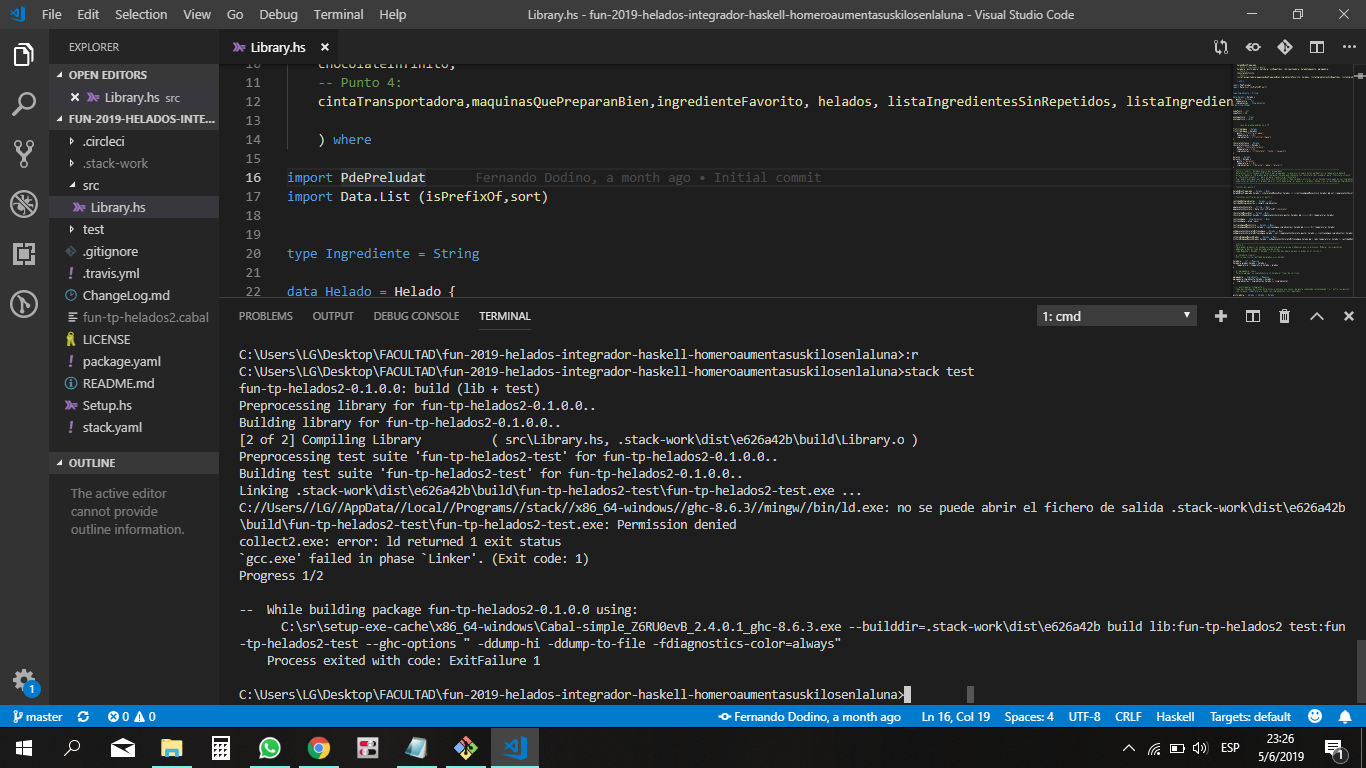 File Edit Selection View Go Debug Terminal Help
Library.hs - fun-2019-helados-integrador-haskell-homeroaumentasuskilosenlaluna - Visual Studio Code
EXPLORER
OPEN EDITORS
Library.hs src
FUN-2019-HELADOS-INTE...
.circleci
.stack-work
src
Library.hs
test
.gitignore
.travis.yml
ChangeLog.md
fun-tp-helados2.cabal
LICENSE
package.yaml
README.md
Setup.hs
stack.yaml
OUTLINE
The active editor
cannot provide
outline information.
Library.hs
10 chocolateInfinito,
11 -- Punto 4:
12 cintaTransportadora,maquinasQuePreparanBien,ingredienteFavorito, helados, listaIngredientesSinRepetidos, listaIngredien
13
14 ) where
15
16 import PdePreludat Fernando Dodino, a month ago • Initial commit
17 import Data.List (isPrefixOf,sort)
18
19
20 type Ingrediente = String
21
22 data Helado = Helado {
PROBLEMS OUTPUT DEBUG CONSOLE TERMINAL
1: cmd
C:\Users\LG\Desktop\FACULTAD\fun-2019-helados-integrador-haskell-homeroaumentasuskilosenlaluna>:r
C:\Users\LG\Desktop\FACULTAD\fun-2019-helados-integrador-haskell-homeroaumentasuskilosenlaluna>stack test
fun-tp-helados2-0.1.0.0: build (lib + test)
Preprocessing library for fun-tp-helados2-0.1.0.0..
Building library for fun-tp-helados2-0.1.0.0..
[2 of 2] Compiling Library ( src\Library.hs, .stack-work\dist\e626a42b\build\Library.o )
Preprocessing test suite 'fun-tp-helados2-test' for fun-tp-helados2-0.1.0.0..
Building test suite 'fun-tp-helados2-test' for fun-tp-helados2-0.1.0.0..
Linking .stack-work\dist\e626a42b\build\fun-tp-helados2-test\fun-tp-helados2-test.exe ...
C://Users//LG//AppData//Local//Programs//stack//x86_64-windows//ghc-8.6.3//mingw//bin/ld.exe: no se puede abrir el fichero de salida .stack-work\dist\e626a42b
\build\fun-tp-helados2-test\fun-tp-helados2-test.exe: Permission denied
collect2.exe: error: ld returned 1 exit status
`gcc.exe' failed in phase `Linker'. (Exit code: 1)
Progress 1/2
-- While building package fun-tp-helados2-0.1.0.0 using:
C:\sr\setup-exe-cache\x86_64-windows\Cabal-simple_Z6RU0evB_2.4.0.1_ghc-8.6.3.exe --builddir=.stack-work\dist\e626a42b build lib:fun-tp-helados2 test:fun
-tp-helados2-test --ghc-options " -ddump-hi -ddump-to-file -fdiagnostics-color=always"
Process exited with code: ExitFailure 1
C:\Users\LG\Desktop\FACULTAD\fun-2019-helados-integrador-haskell-homeroaumentasuskilosenlaluna>
1
master 0 0 Fernando Dodino, a month ago Ln 16, Col 19 Spaces: 4 UTF-8 CRLF Haskell Targets: default
ESP
23:26
5/6/2019
1